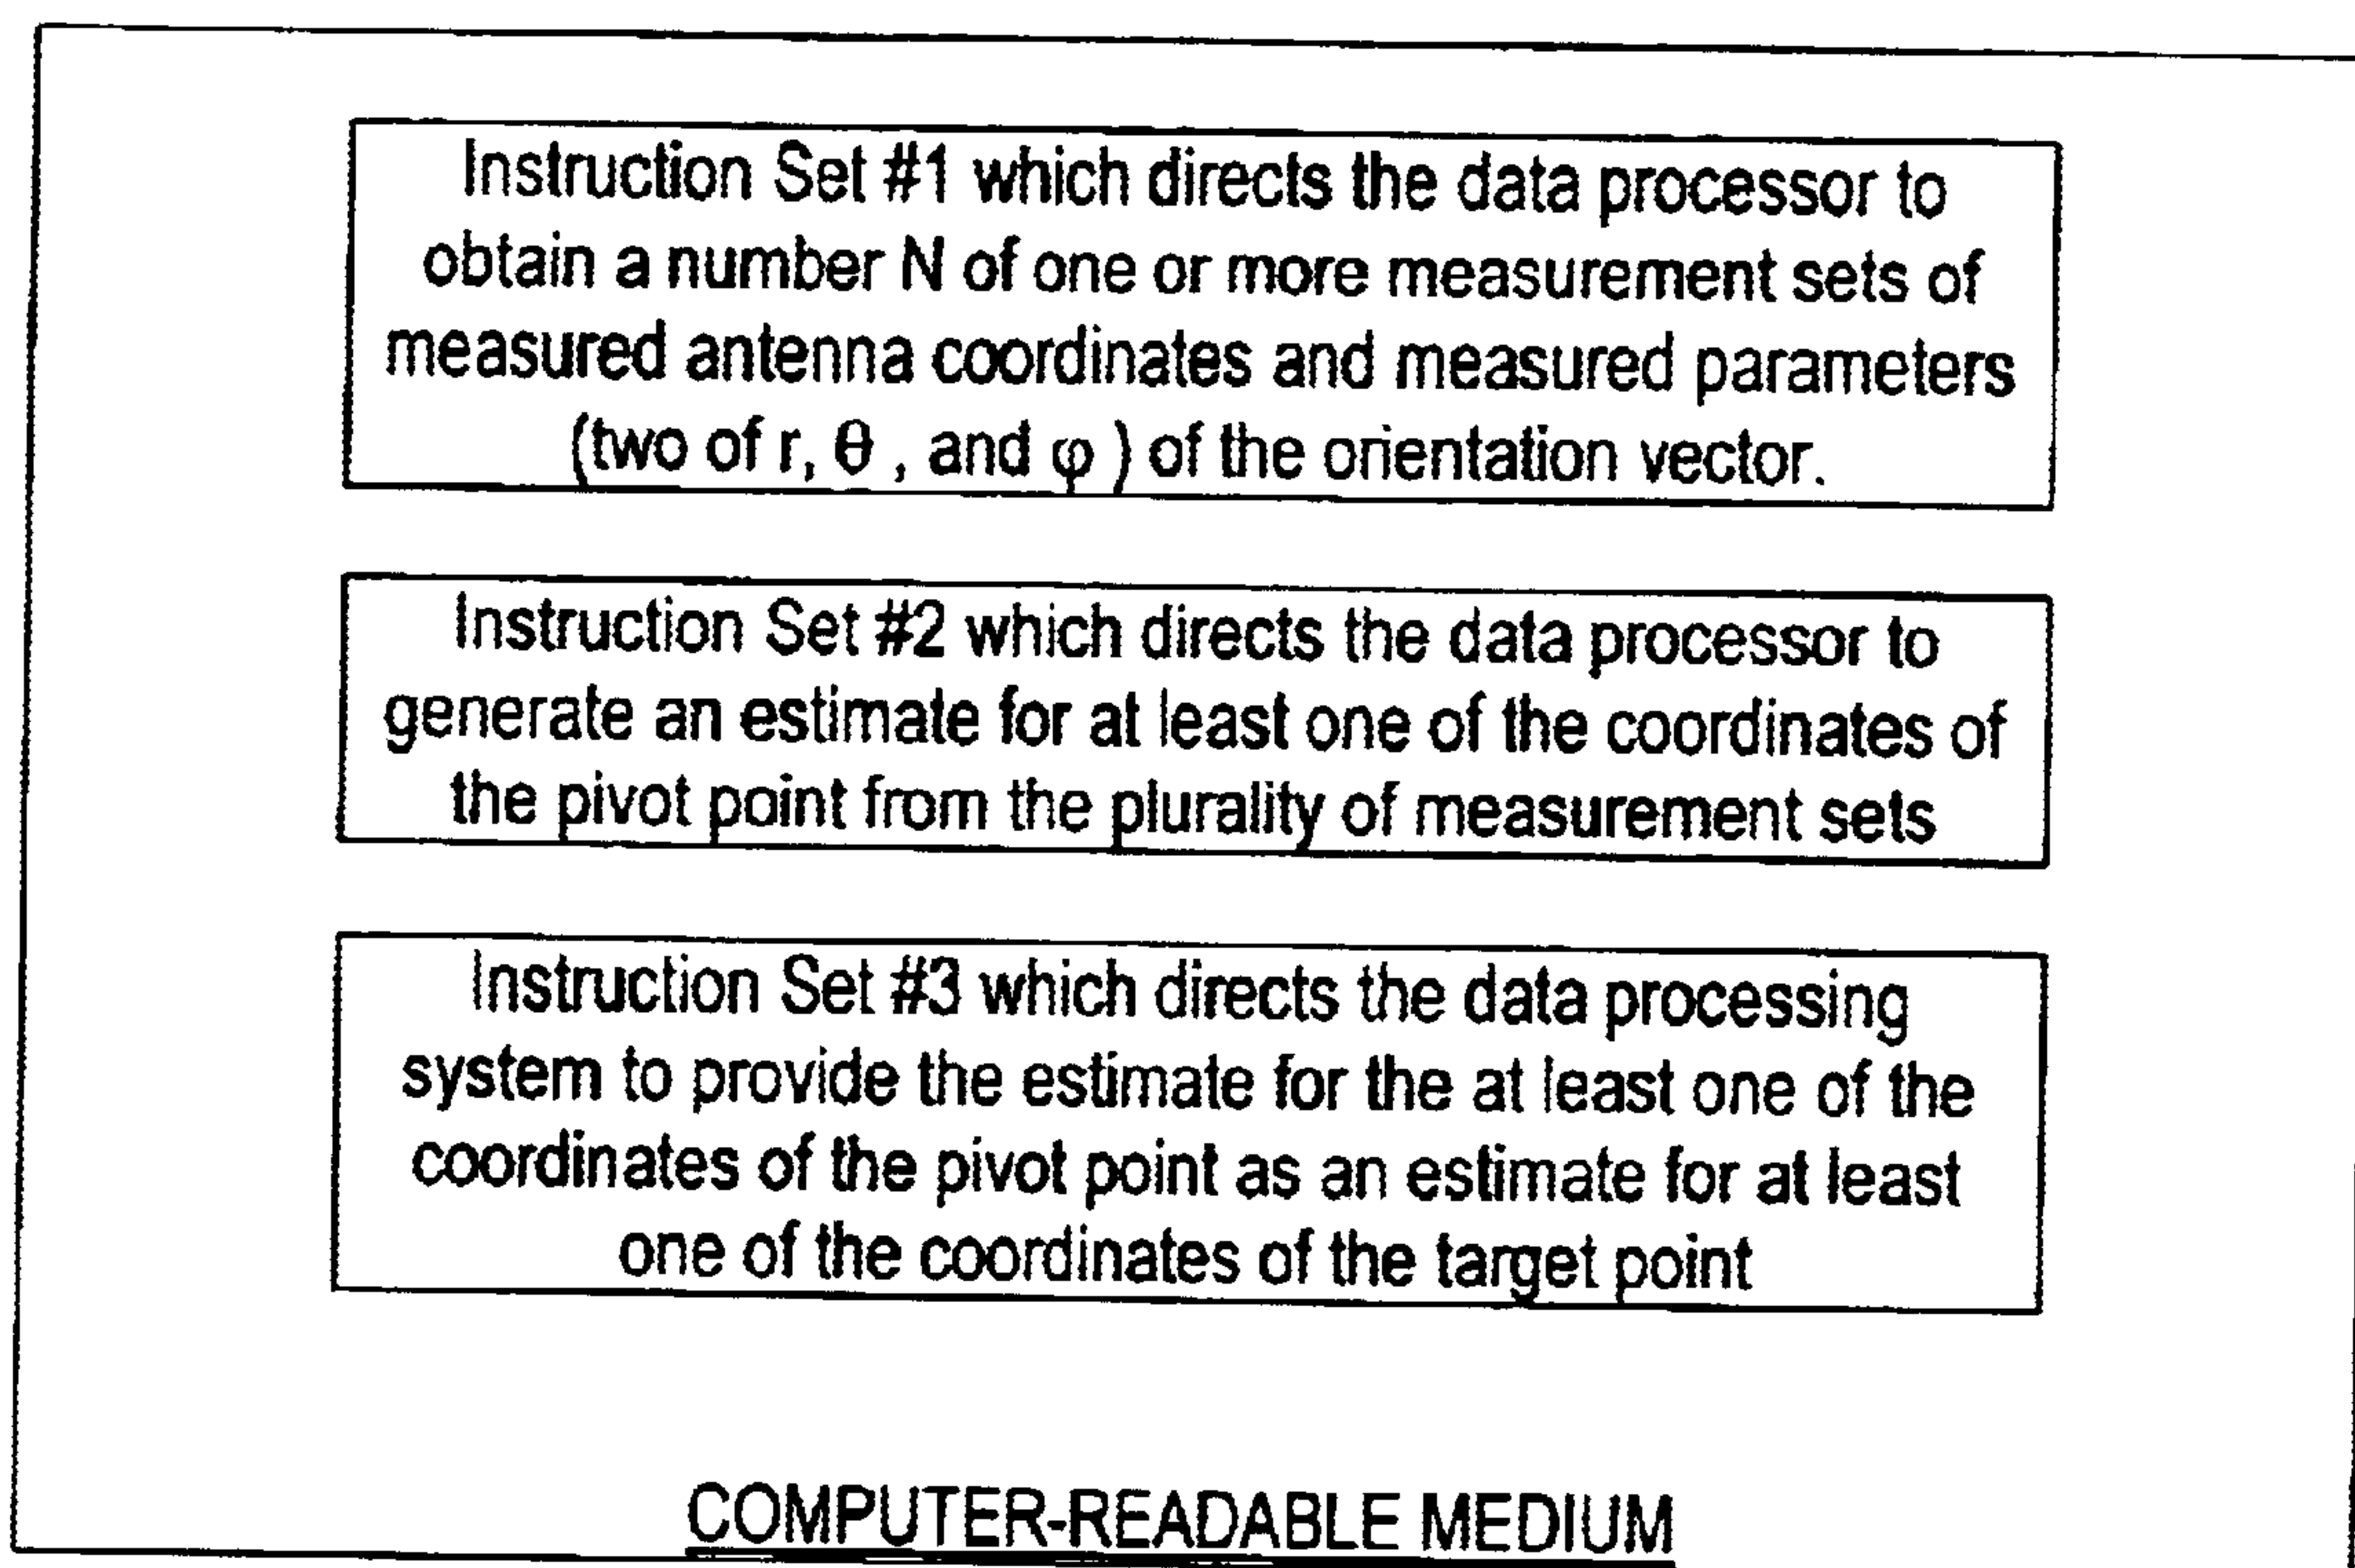 Instruction Set #1 which directs the data processor to
obtain a number N of one or more measurement sets of
measured antenna coordinates and measured parameters
(two of r, θ , and φ ) of the orientation vector.
Instruction Set #2 which directs the data processor to
generate an estimate for at least one of the coordinates of
the pivot point from the plurality of measurement sets
Instruction Set #3 which directs the data processing
system to provide the estimate for the at least one of the
coordinates of the pivot point as an estimate for at least
one of the coordinates of the target point
COMPUTER-READABLE MEDIUM